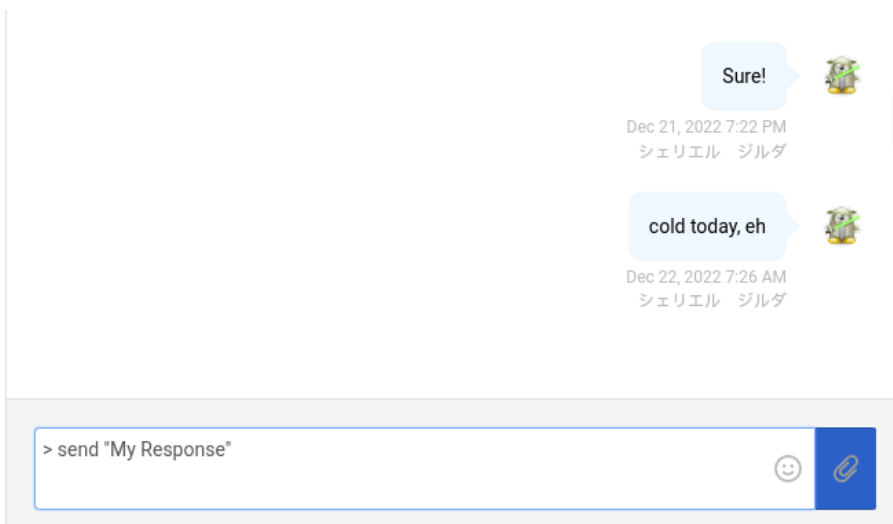 Sure!
Dec 21, 2022 7:22 PM
シェリエル　ジルダ
cold today, eh
Dec 22, 2022 7:26 AM
シェリエル　ジルダ
> send "My Response"